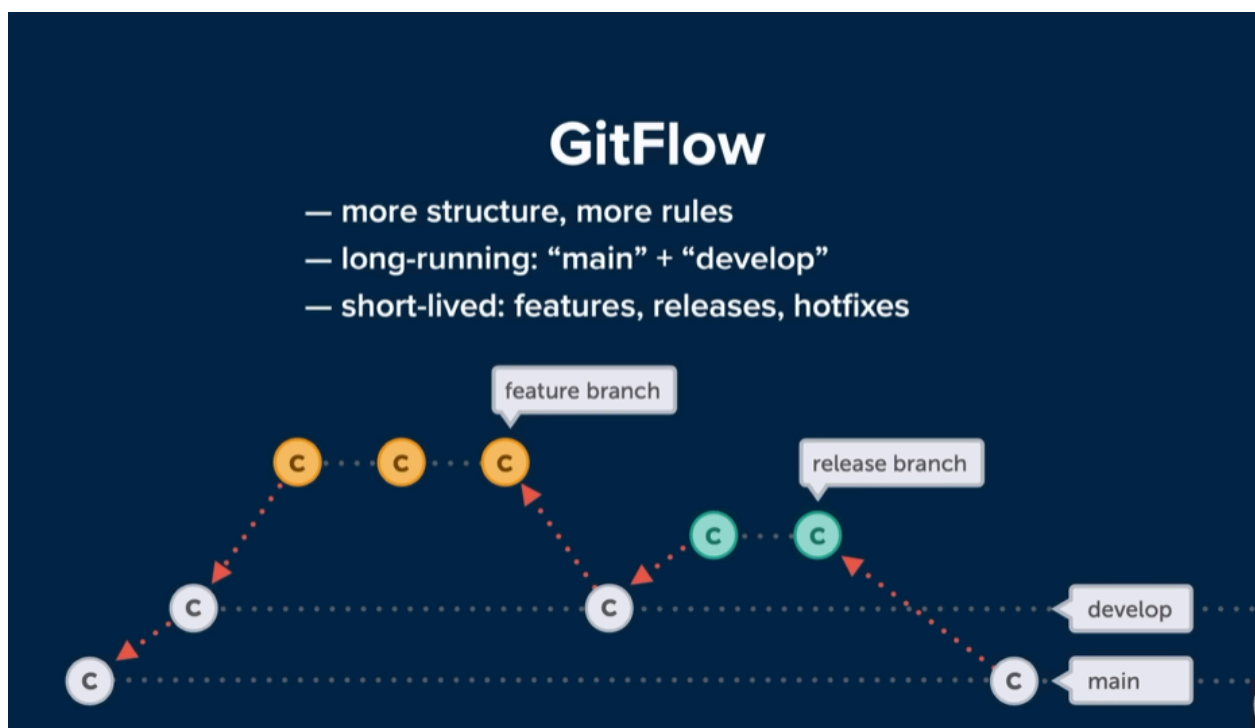 GitFlow
— more structure, more rules
— long-running: “main” + “develop”
— short-lived: features, releases, hotfixes
feature branch
C C C
release branch
C C
C C
develop
C C
main